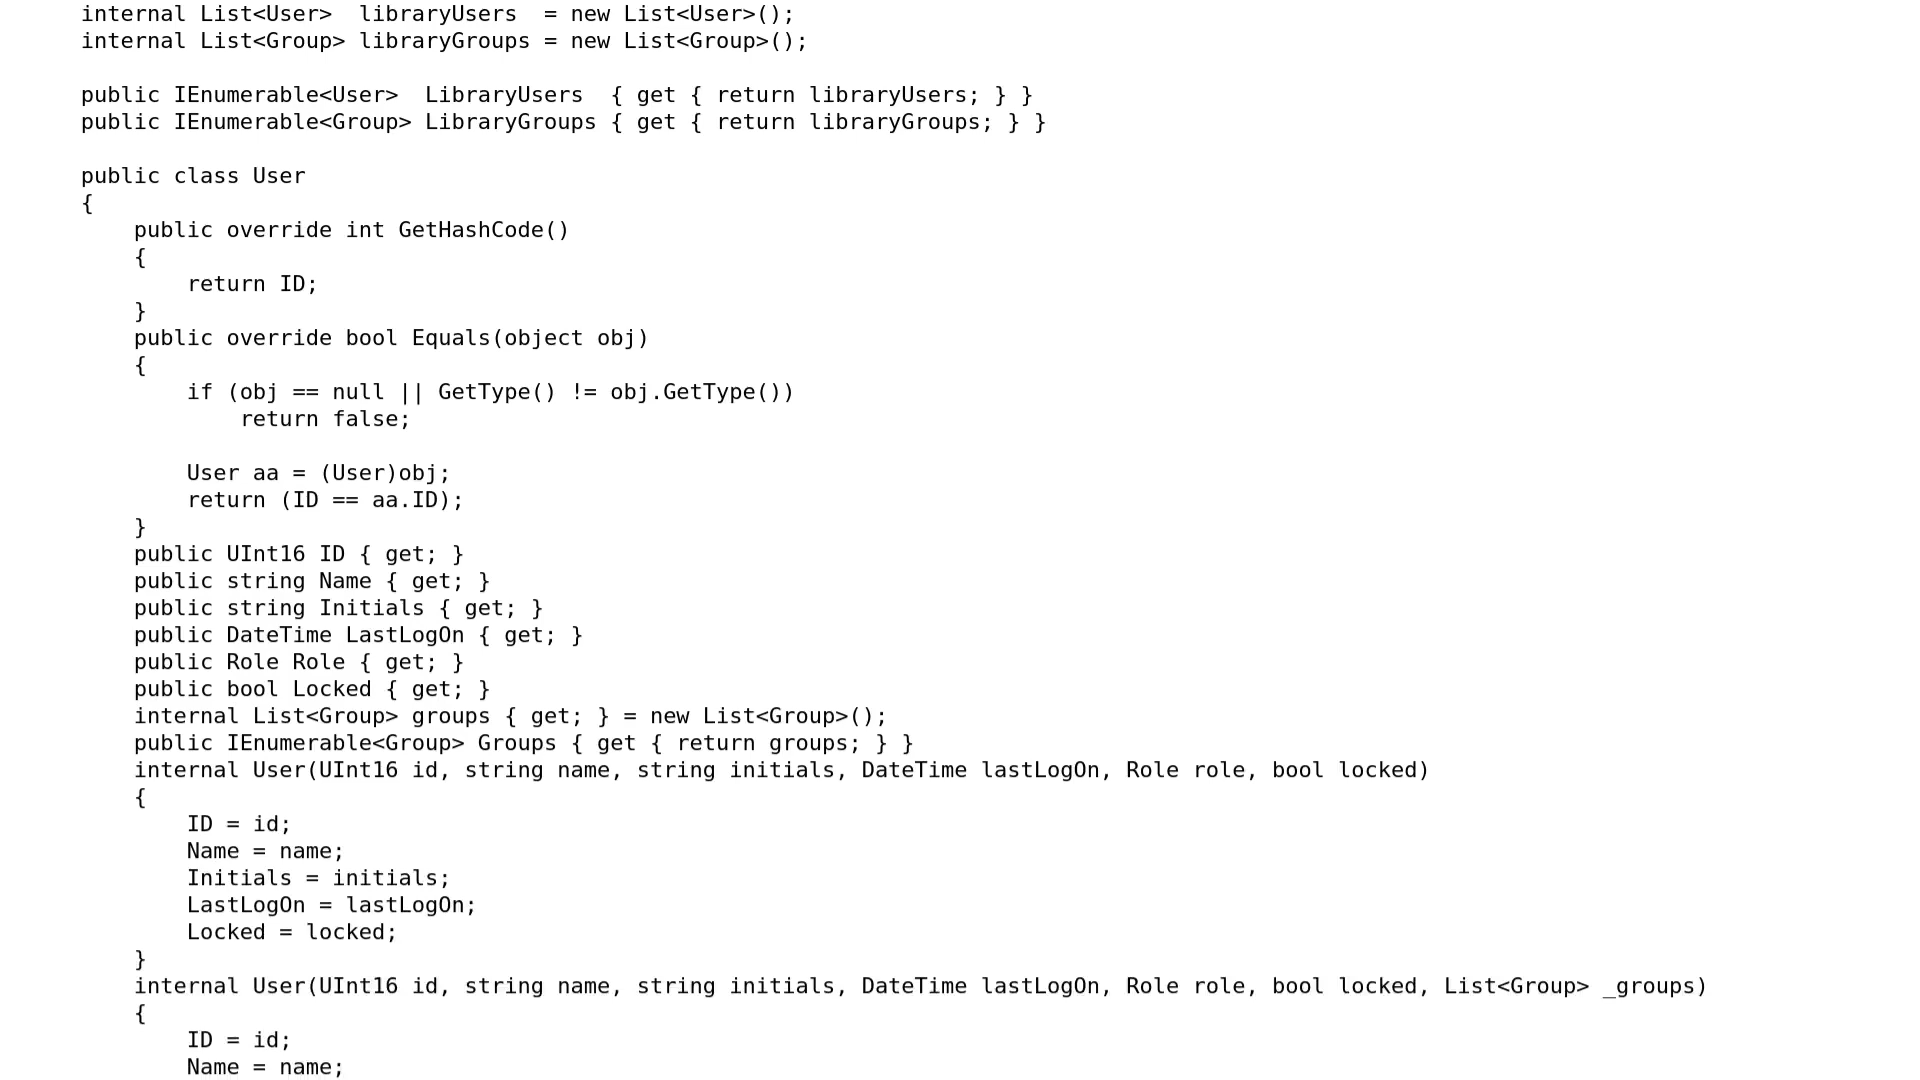 internal List<User>  libraryUsers  = new List<User>();
internal List<Group> libraryGroups = new List<Group>();

public IEnumerable<User>  LibraryUsers  { get { return libraryUsers; } }
public IEnumerable<Group> LibraryGroups { get { return libraryGroups; } }

public class User
{
    public override int GetHashCode()
    {
        return ID;
    }
    public override bool Equals(object obj)
    {
        if (obj == null || GetType() != obj.GetType())
            return false;

        User aa = (User)obj;
        return (ID == aa.ID);
    }
    public UInt16 ID { get; }
    public string Name { get; }
    public string Initials { get; }
    public DateTime LastLogOn { get; }
    public Role Role { get; }
    public bool Locked { get; }
    internal List<Group> groups { get; } = new List<Group>();
    public IEnumerable<Group> Groups { get { return groups; } }
    internal User(UInt16 id, string name, string initials, DateTime lastLogOn, Role role, bool locked)
    {
        ID = id;
        Name = name;
        Initials = initials;
        LastLogOn = lastLogOn;
        Locked = locked;
    }
    internal User(UInt16 id, string name, string initials, DateTime lastLogOn, Role role, bool locked, List<Group> _groups)
    {
        ID = id;
        Name = name;